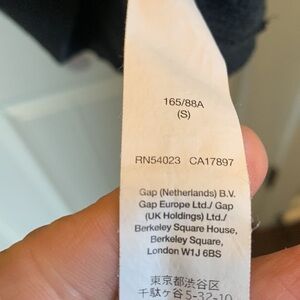 165/88A
(S)
RN54023 CA17897
Gap (Netherlands) B.V.
Gap Europe Ltd./ Gap
(UK Holdings) Ltd./
Berkeley Square House,
Berkeley Square,
London W1J 6BS
東京都渋谷区
千駄ヶ谷5-32-10